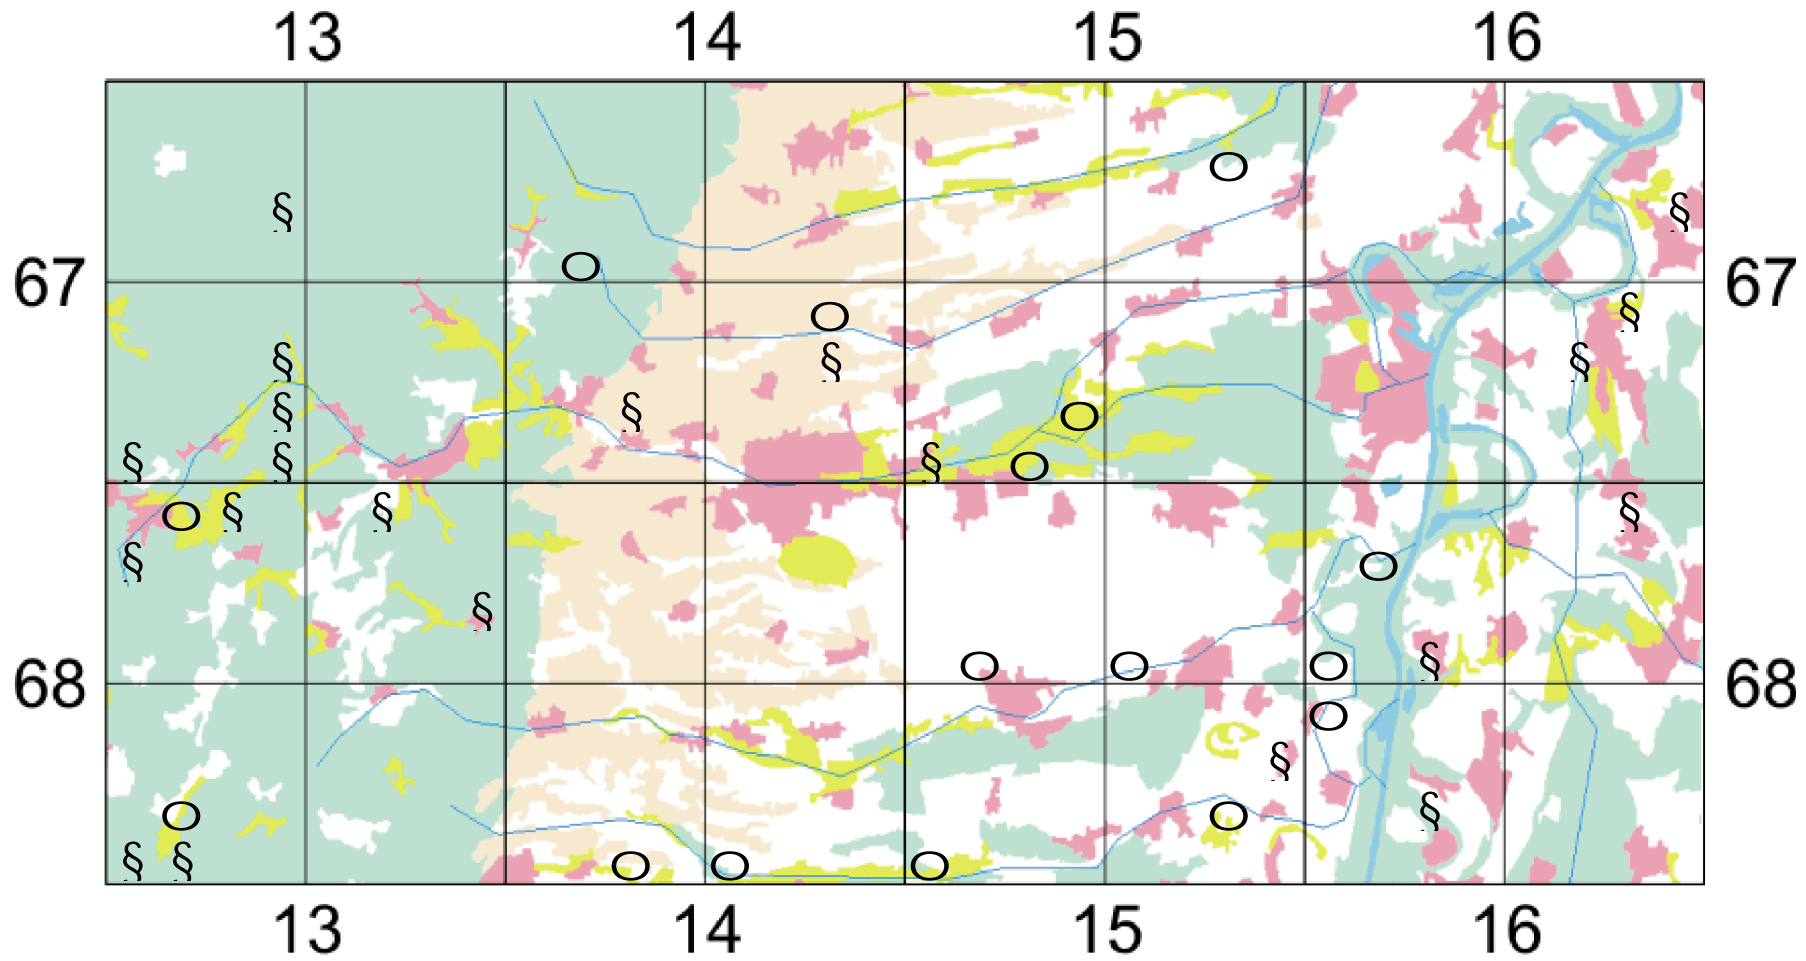 13 14 15 16
O
§ §
O
O § §
§ § §
§ O
§ § § O
O § § §
§ O
§
O O O §
O
§
O O § 
§ § O O O
67 67
68 68
13 14 15 16